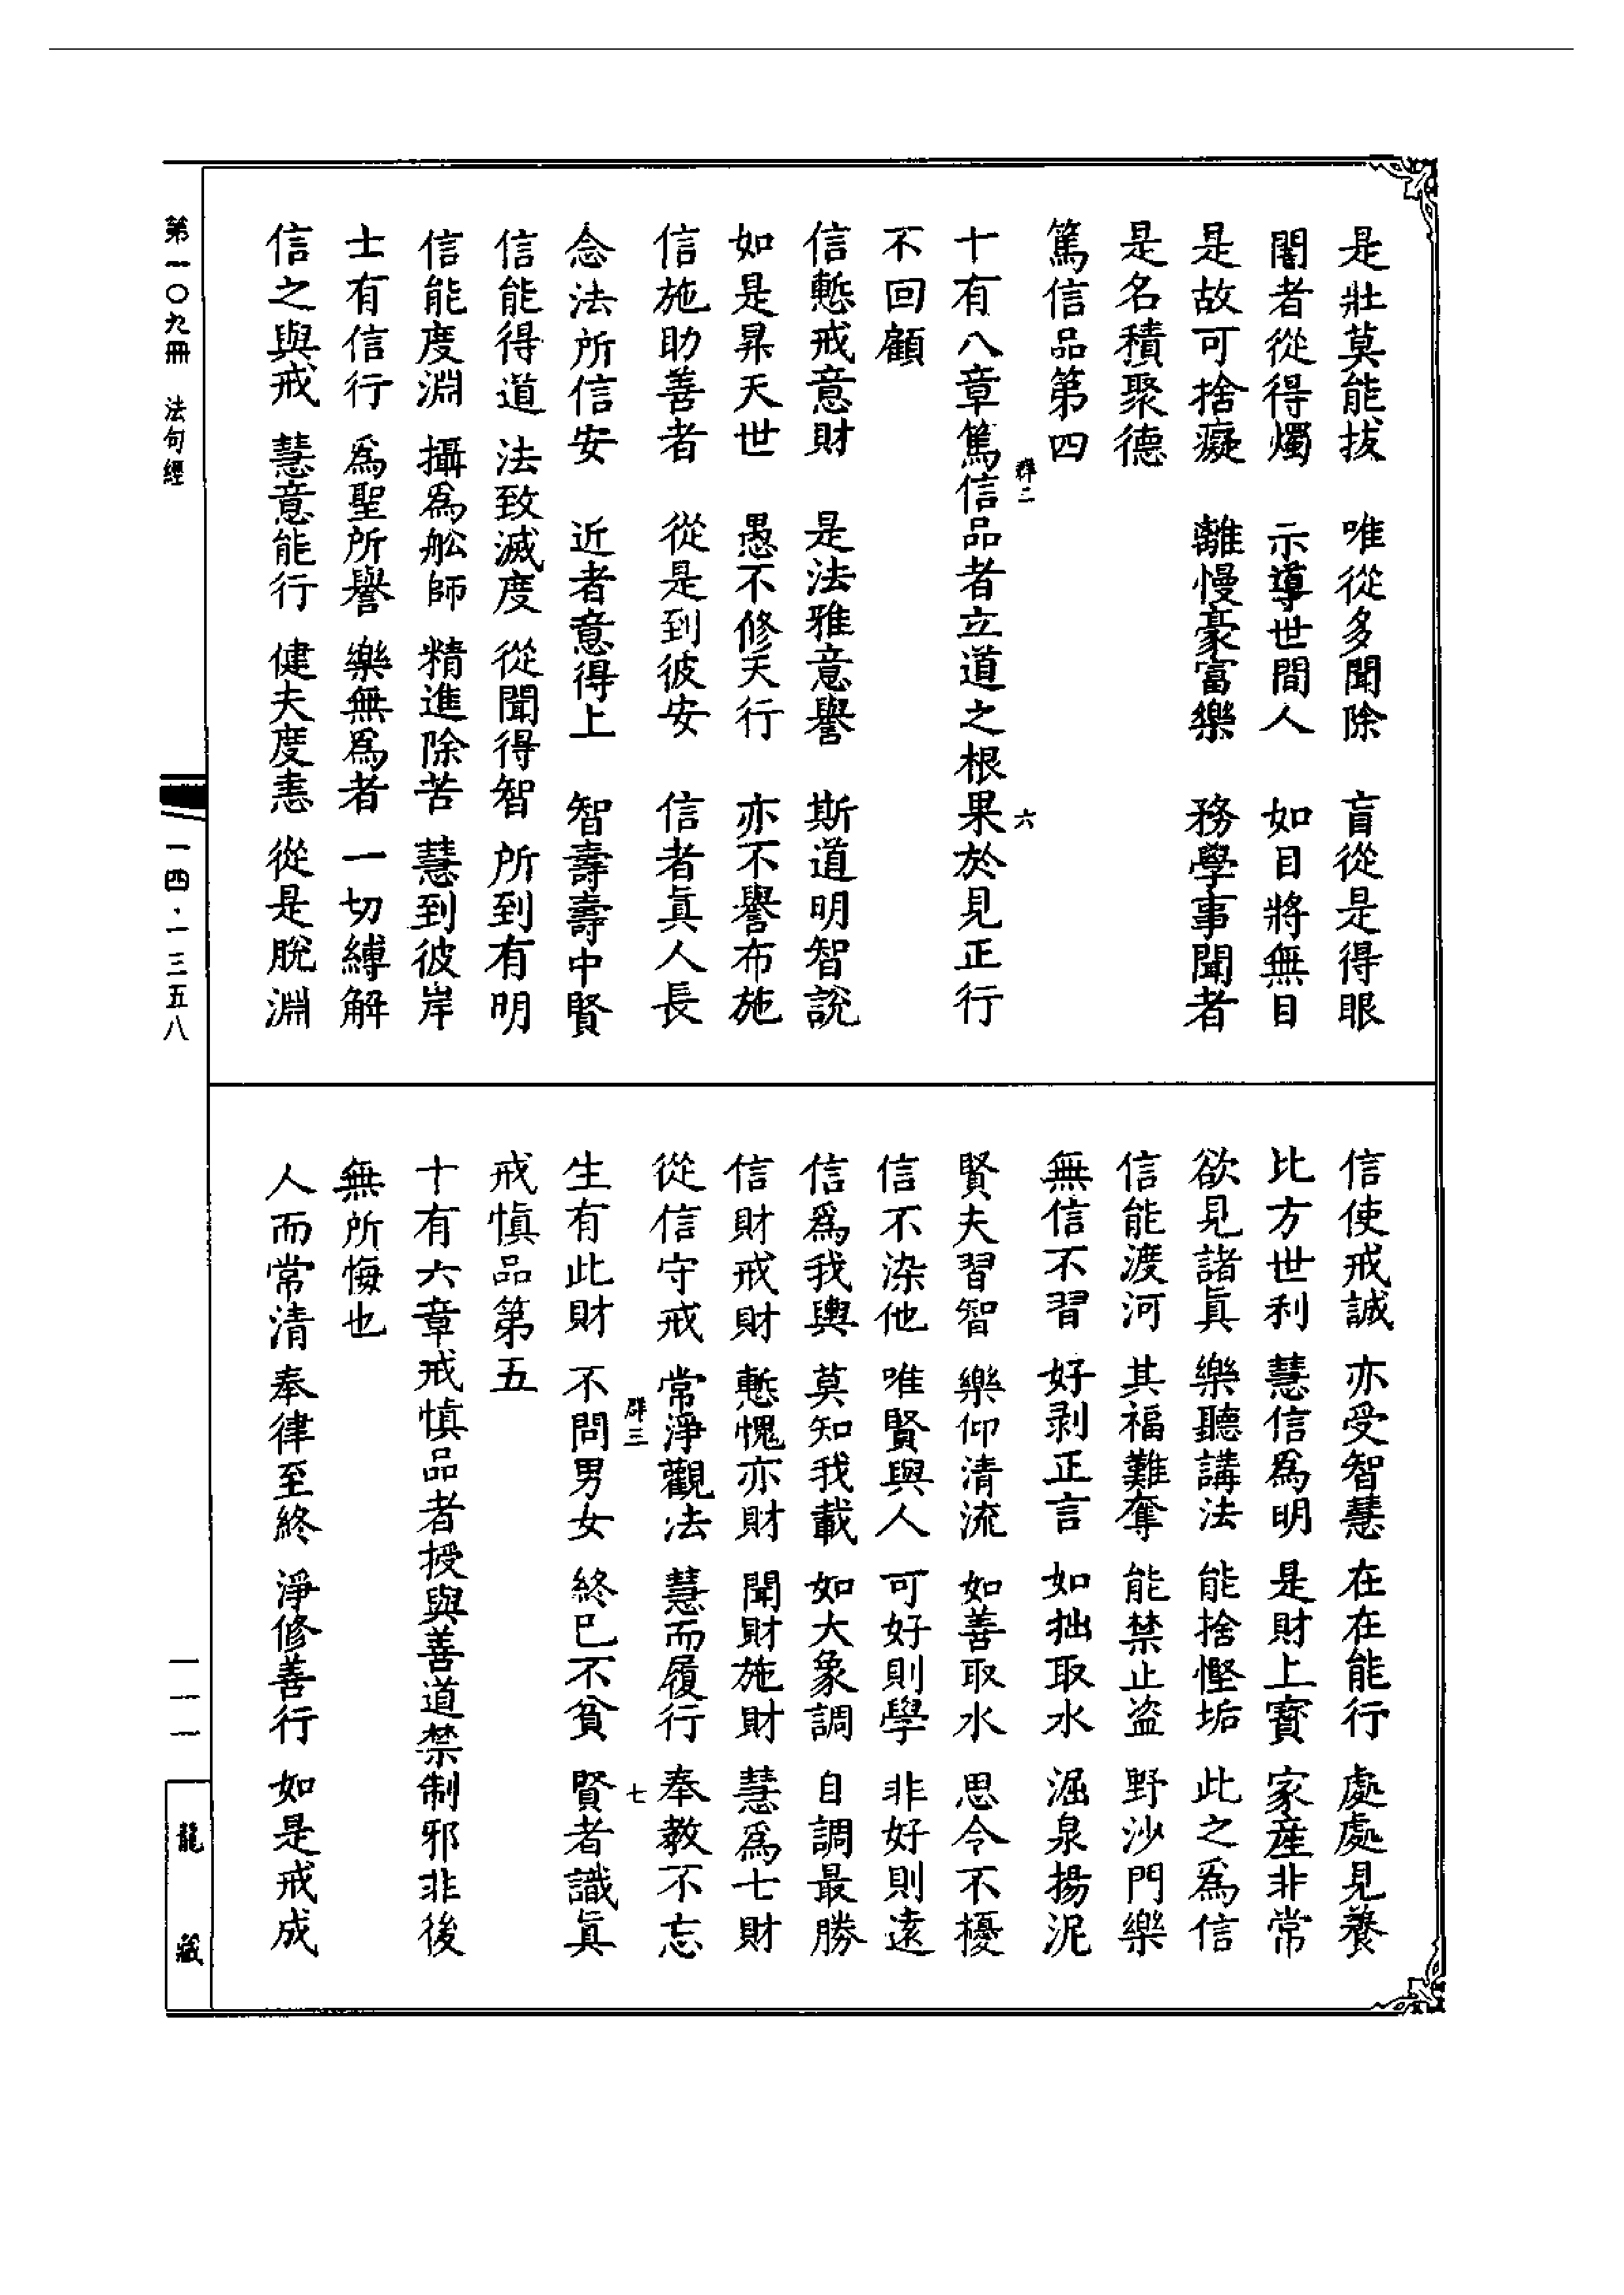 是壯莫能拔　唯從多聞除　盲從是得眼
闇者從得燭　示導世間人　如目將無目
是故可捨癡　離慢豪富樂　務學事聞者
是名積聚德
篤信品第四
群二　六
十有八章篤信品者立道之根果於見正行
不回顧
信慙戒意財　是法雅意譽　斯道明智說
如是昇天世　愚不修天行　亦不譽布施
信施助善者　從是到彼安　信者眞人長
念法所信安　近者意得上　智壽壽中賢
信能得道　法致滅度　從聞得智　所到有明
信能度淵　攝爲舩師　精進除苦　慧到彼岸
士有信行　爲聖所譽　樂無爲者　一切縛解
信之與戒　慧意能行　健夫度恚　從是脫淵
信使戒誠　亦受智慧　在在能行　處處見養
比方世利　慧信爲明　是財上寶　家產非常
欲見諸眞　樂聽講法　能捨慳垢　此之爲信
信能渡河　其福難奪　能禁止盜　野沙門樂
無信不習　好剥正言　如拙取水　淈泉揚泥
賢夫習智　樂仰清流　如善取水　思令不擾
信不染他　唯賢與人　可好則學　非好則遠
信爲我輿　莫知我載　如大象調　自調最勝
信財戒財　慙愧亦財　聞財施財　慧爲七財
從信守戒　常淨觀法　慧而履行　奉教不忘
群三　七
生有此財　不問男女　終已不貧　賢者識眞
戒愼品第五
十有六章戒愼品者授與善道禁制邪非後
無所悔也
人而常清　奉律至終　淨修善行　如是戒成
第一〇九冊　法句經
一四·一三五八
一一一
龍藏